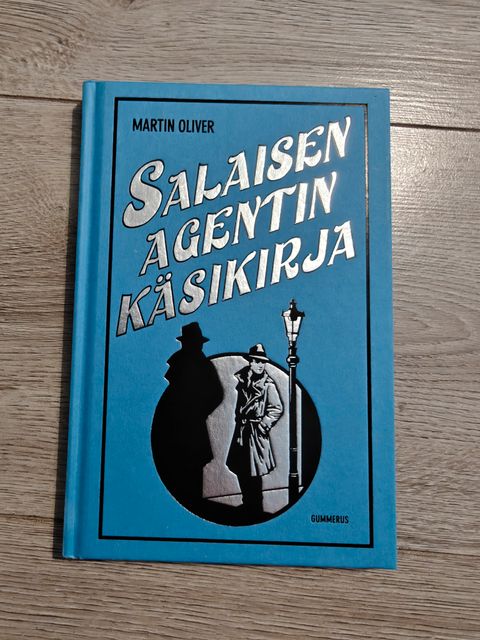 MARTIN OLIVER
SALAISEN
AGENTIN
KÄSIKIRJA
GUMMERUS